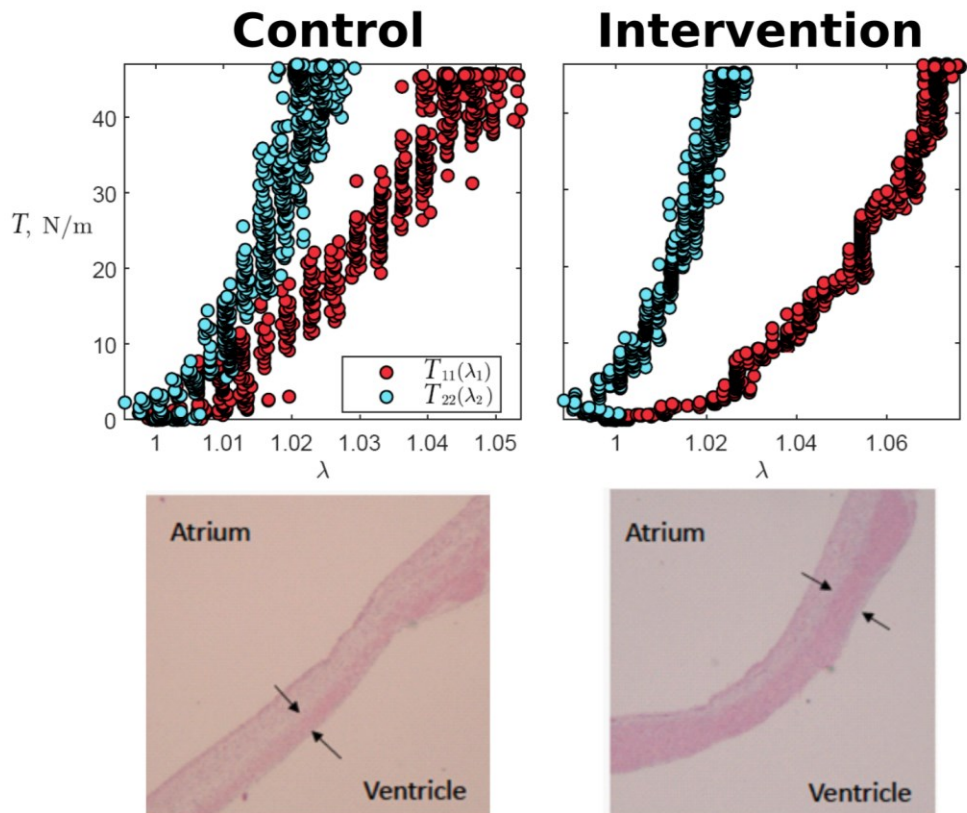 Control
Intervention
T, N/m
40
30
20
10
0
1
1.01
1.02
1.03
1.04
1.05
λ
T₁₁(λ₁)
T₂₂(λ₂)
1
1.02
1.04
1.06
λ
Atrium
Ventricle
Atrium
Ventricle